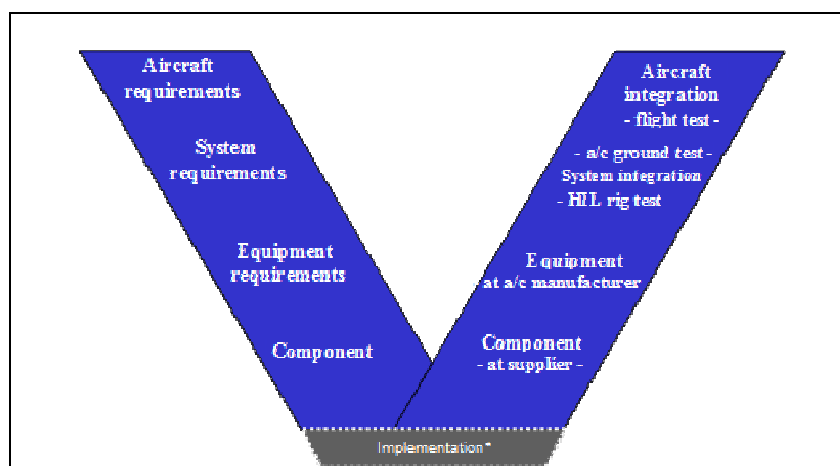 Aircraft
requirements
System
requirements
Equipment
requirements
Component
Aircraft
integration
- flight test -
- a/c ground test -
System integration
- HIL rig test
Equipment
at a/c manufacturer
Component
- at supplier -
Implementation*